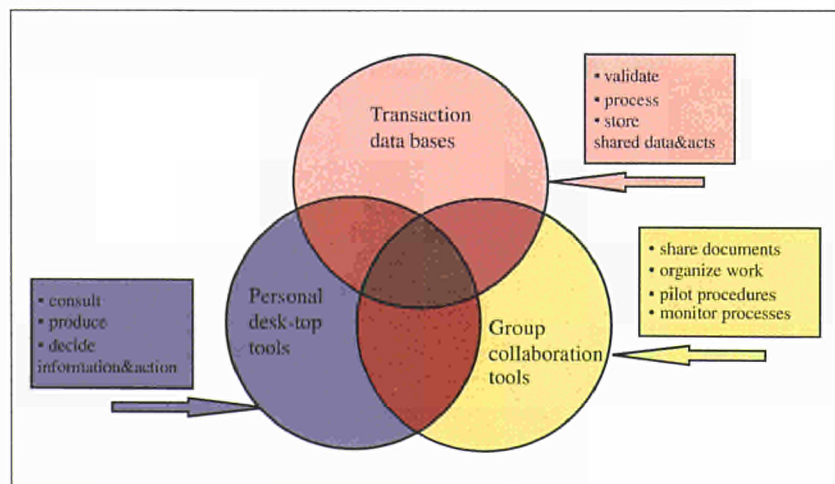 Transaction
data bases
▪ validate
▪ process
▪ store
shared data&acts
▪ share documents
▪ organize work
▪ pilot procedures
▪ monitor processes
▪ consult
▪ produce
▪ decide
information&action
Personal
desk-top
tools
Group
collaboration
tools